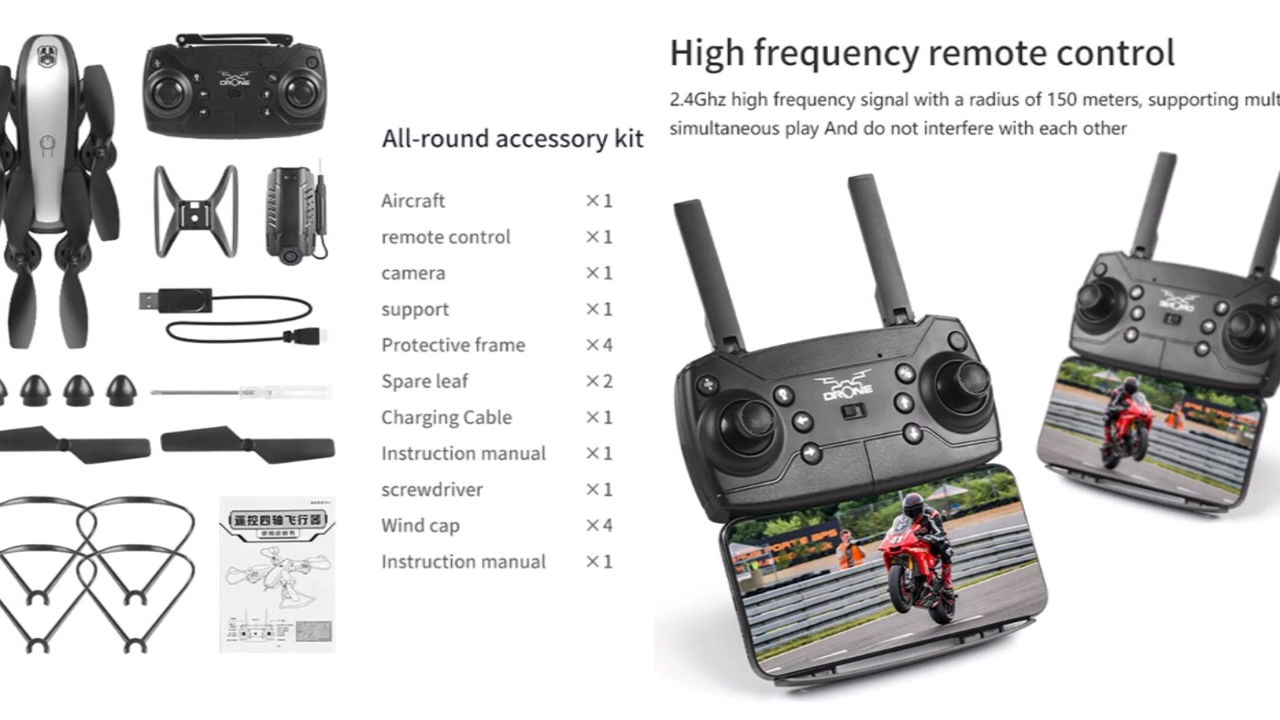 DRONE
All-round accessory kit
Aircraft ×1
remote control ×1
camera ×1
support ×1
Protective frame ×4
Spare leaf ×2
Charging Cable ×1
Instruction manual ×1
screwdriver ×1
Wind cap ×4
Instruction manual ×1
遥控四轴飞行器
High frequency remote control
2.4Ghz high frequency signal with a radius of 150 meters, supporting mult
simultaneous play And do not interfere with each other
DRONE